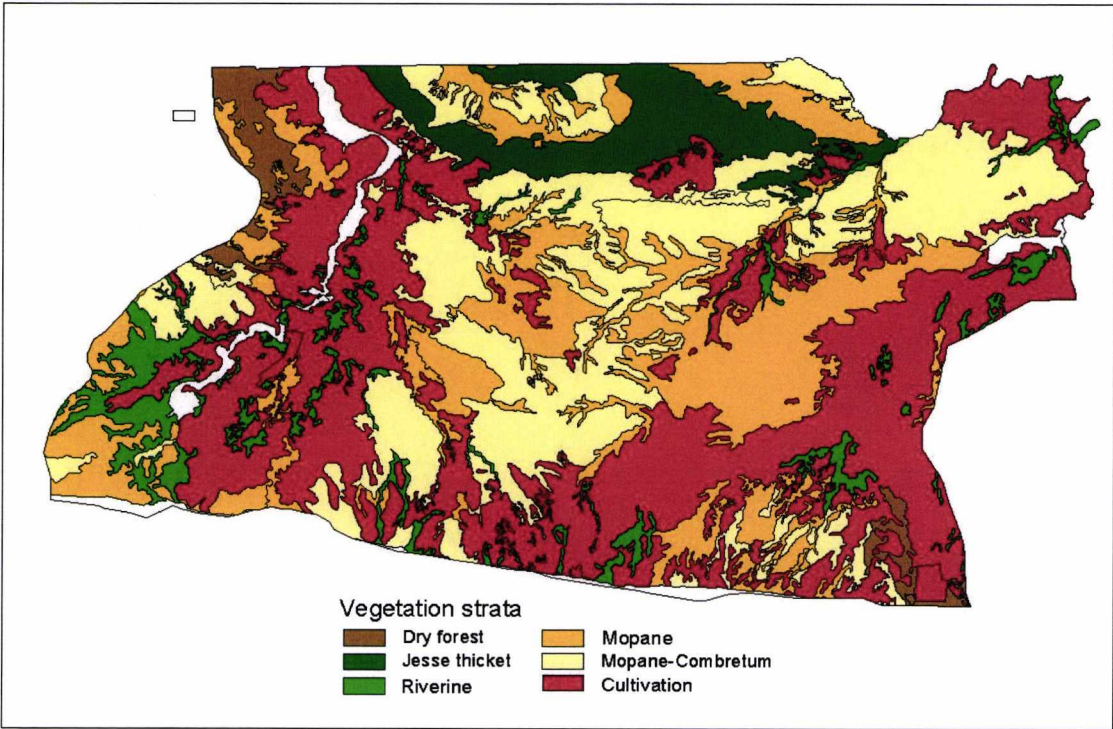 Vegetation strata
Dry forest
Jesse thicket
Riverine
Mopane
Mopane-Combretum
Cultivation